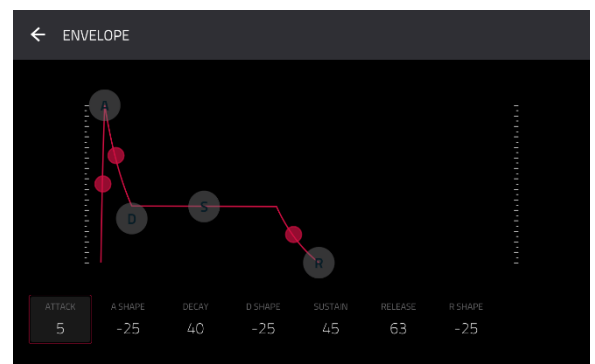 ENVELOPE
A
D
S
R
ATTACK A SHAPE DECAY D SHAPE SUSTAIN RELEASE R SHAPE
5 -25 40 -25 45 63 -25